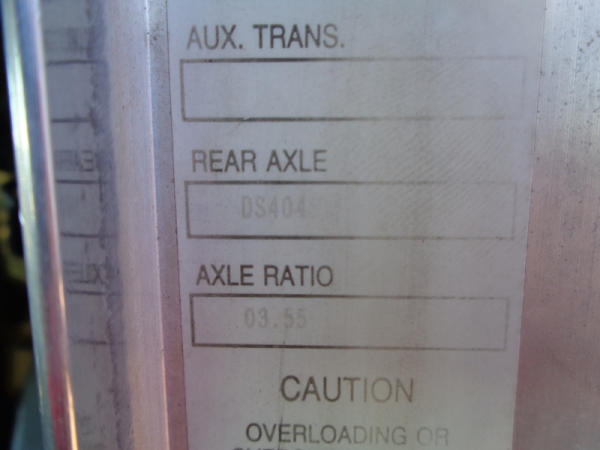 AUX. TRANS.
REAR AXLE
DS404
AXLE RATIO
03.55
CAUTION
OVERLOADING OR